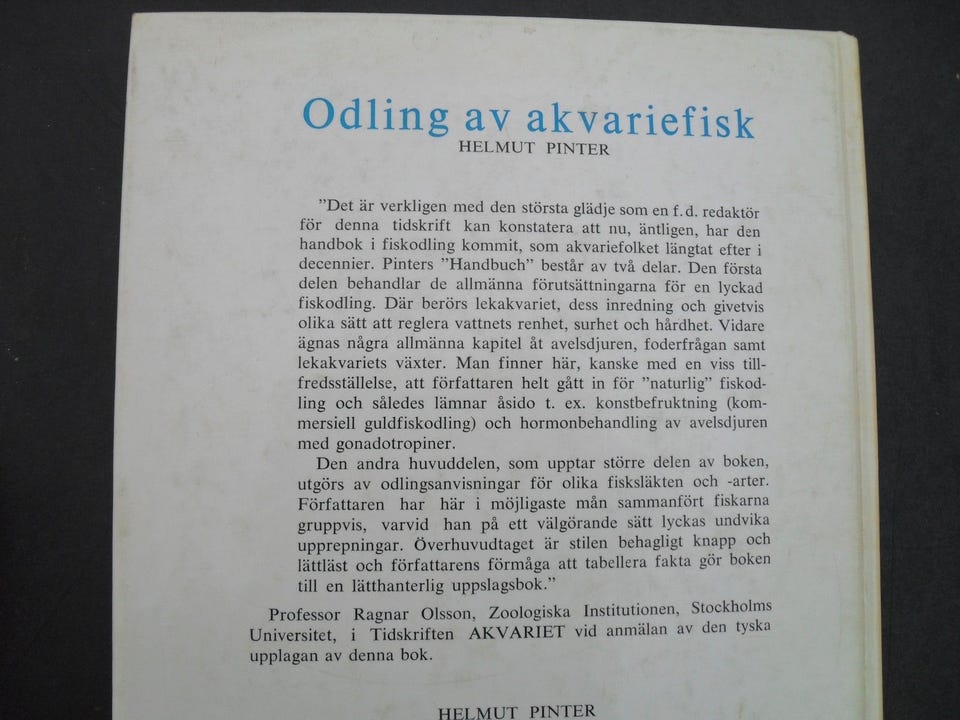 Odling av akvariefisk
HELMUT PINTER
”Det är verkligen med den största glädje som en f.d. redaktör
för denna tidskrift kan konstatera att nu, äntligen, har den
handbok i fiskodling kommit, som akvariefolket längtat efter i
decennier. Pinters ”Handbuch” består av två delar. Den första
delen behandlar de allmänna förutsättningarna för en lyckad
fiskodling. Där berörs lekakvariet, dess inredning och givetvis
olika sätt att reglera vattnets renhet, surhet och hårdhet. Vidare
ägnas några allmänna kapitel åt avelsdjuren, foderfrågan samt
lekakvariets växter. Man finner här, kanske med en viss till-
fredsställelse, att författaren helt gått in för ”naturlig” fiskod-
ling och således lämnar åsido t. ex. konstbefruktning (kom-
mersiell guldfiskodling) och hormonbehandling av avelsdjuren
med gonadotropiner.
Den andra huvuddelen, som upptar större delen av boken,
utgörs av odlingsanvisningar för olika fisksläkten och -arter.
Författaren har här i möjligaste mån sammanfört fiskarna
gruppvis, varvid han på ett välgörande sätt lyckas undvika
upprepningar. Överhuvudtaget är stilen behagligt knapp och
lättläst och författarens förmåga att tabellera fakta gör boken
till en lätthanterlig uppslagsbok.”
Professor Ragnar Olsson, Zoologiska Institutionen, Stockholms
Universitet, i Tidskriften AKVARIET vid anmälan av den tyska
upplagan av denna bok.
HELMUT PINTER